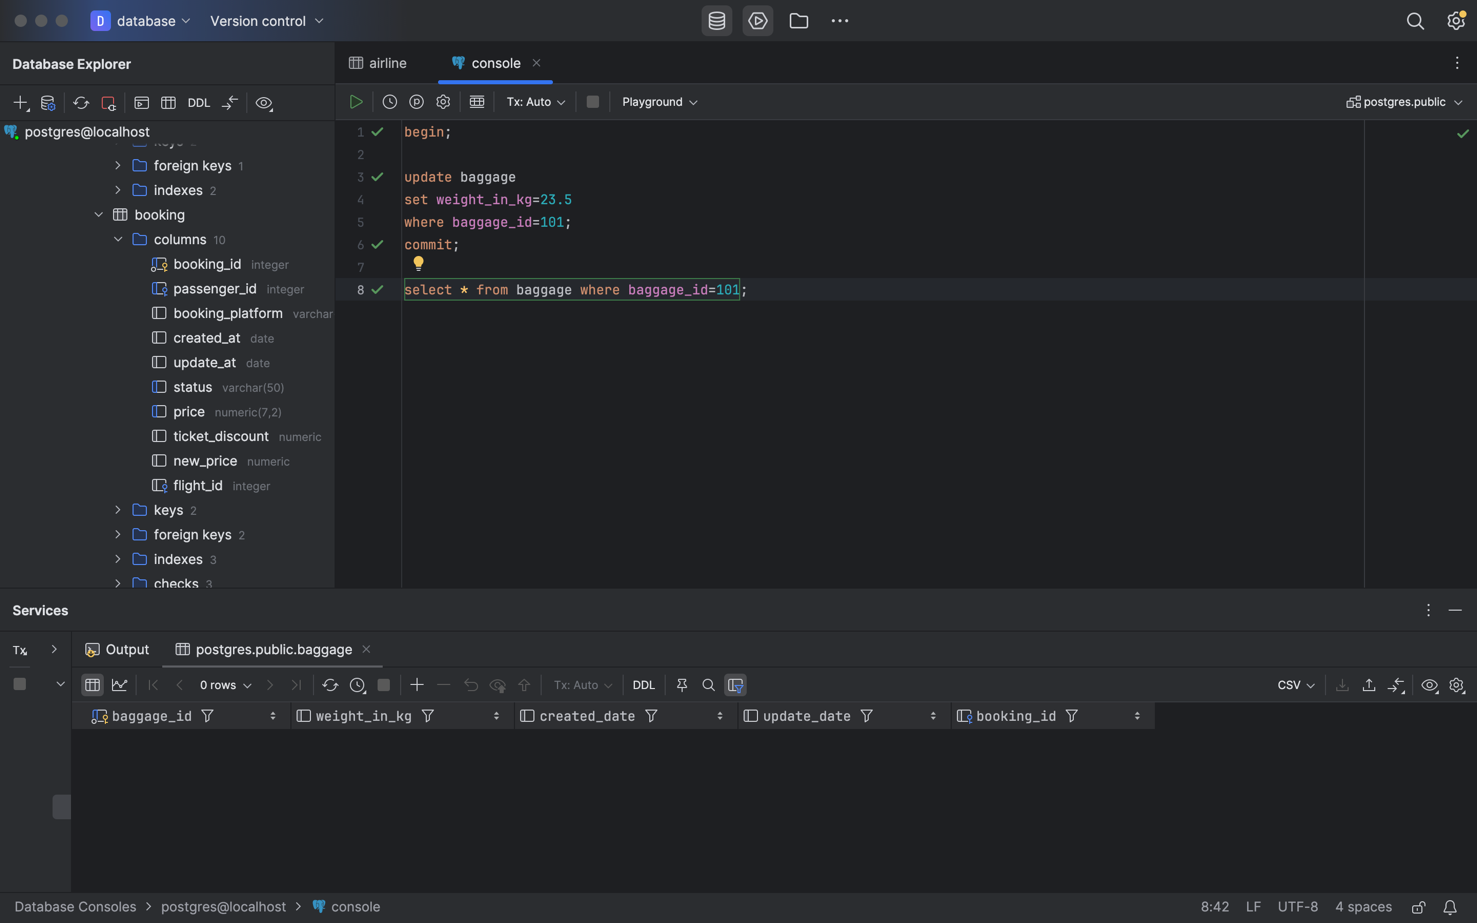 D database Version control
Database Explorer
DDL
postgres@localhost
keys
foreign keys 1
indexes 2
booking
columns 10
booking_id integer
passenger_id integer
booking_platform varchar
created_at date
update_at date
status varchar(50)
price numeric(7,2)
ticket_discount numeric
new_price numeric
flight_id integer
keys 2
foreign keys 2
indexes 3
checks 3
airline
console
Tx: Auto
Playground
postgres.public
1 begin;
2
3 update baggage
4 set weight_in_kg=23.5
5 where baggage_id=101;
6 commit;
7
8 select * from baggage where baggage_id=101;
Services
Tx
Output
postgres.public.baggage
0 rows
Tx: Auto
DDL
CSV
baggage_id weight_in_kg created_date update_date booking_id
Database Consoles > postgres@localhost > console
8:42 LF UTF-8 4 spaces